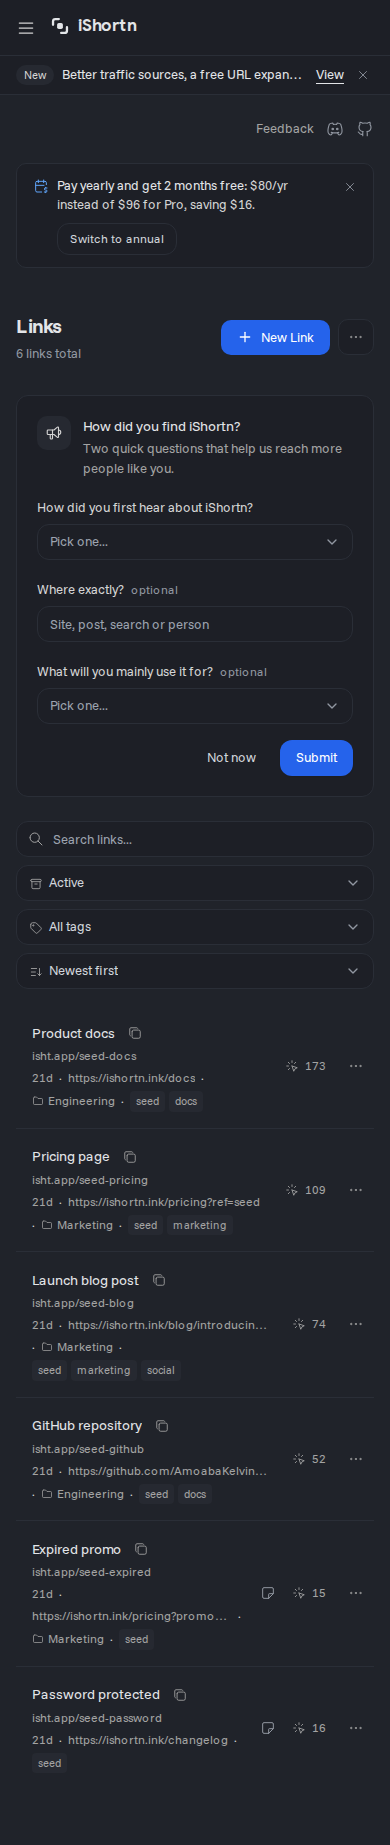 iShortn
New Better traffic sources, a free URL expan... View
Feedback
Pay yearly and get 2 months free: $80/yr
instead of $96 for Pro, saving $16.
Switch to annual
Links
6 links total
New Link
How did you find iShortn?
Two quick questions that help us reach more
people like you.
How did you first hear about iShortn?
Pick one...
Where exactly? optional
Site, post, search or person
What will you mainly use it for? optional
Pick one...
Not now Submit
Search links...
Active
All tags
Newest first
Product docs
isht.app/seed-docs
21d · https://ishortn.ink/docs ·
Engineering · seed docs
173
Pricing page
isht.app/seed-pricing
21d · https://ishortn.ink/pricing?ref=seed
· Marketing · seed marketing
109
Launch blog post
isht.app/seed-blog
21d · https://ishortn.ink/blog/introducin...
· Marketing ·
seed marketing social
74
GitHub repository
isht.app/seed-github
21d · https://github.com/AmoabaKelvin...
· Engineering · seed docs
52
Expired promo
isht.app/seed-expired
21d ·
https://ishortn.ink/pricing?promo... ·
Marketing · seed
15
Password protected
isht.app/seed-password
21d · https://ishortn.ink/changelog ·
seed
16